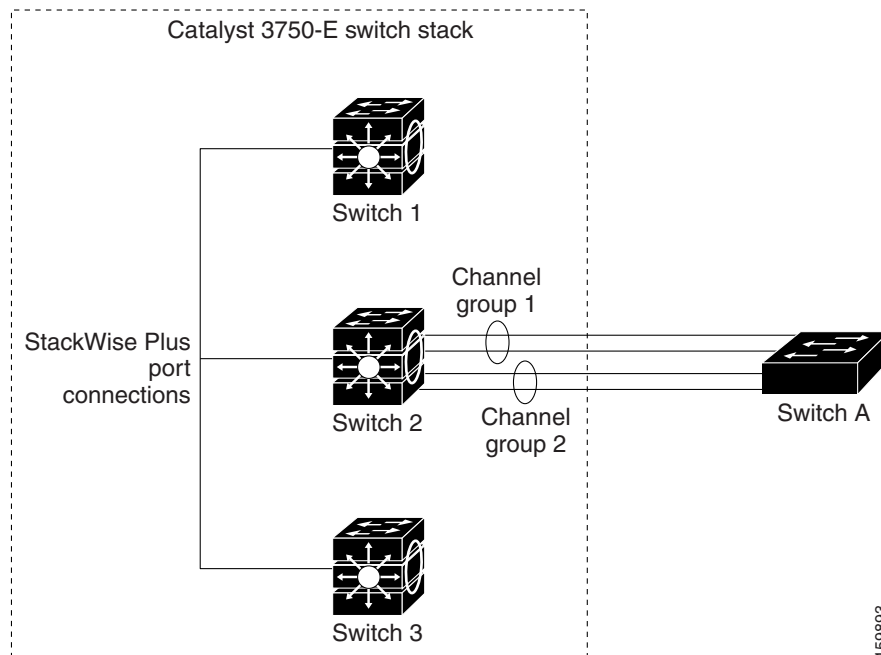 Catalyst 3750-E switch stack
Switch 1
Channel
group 1
StackWise Plus
port
connections
Switch 2
Channel
group 2
Switch A
Switch 3
159893